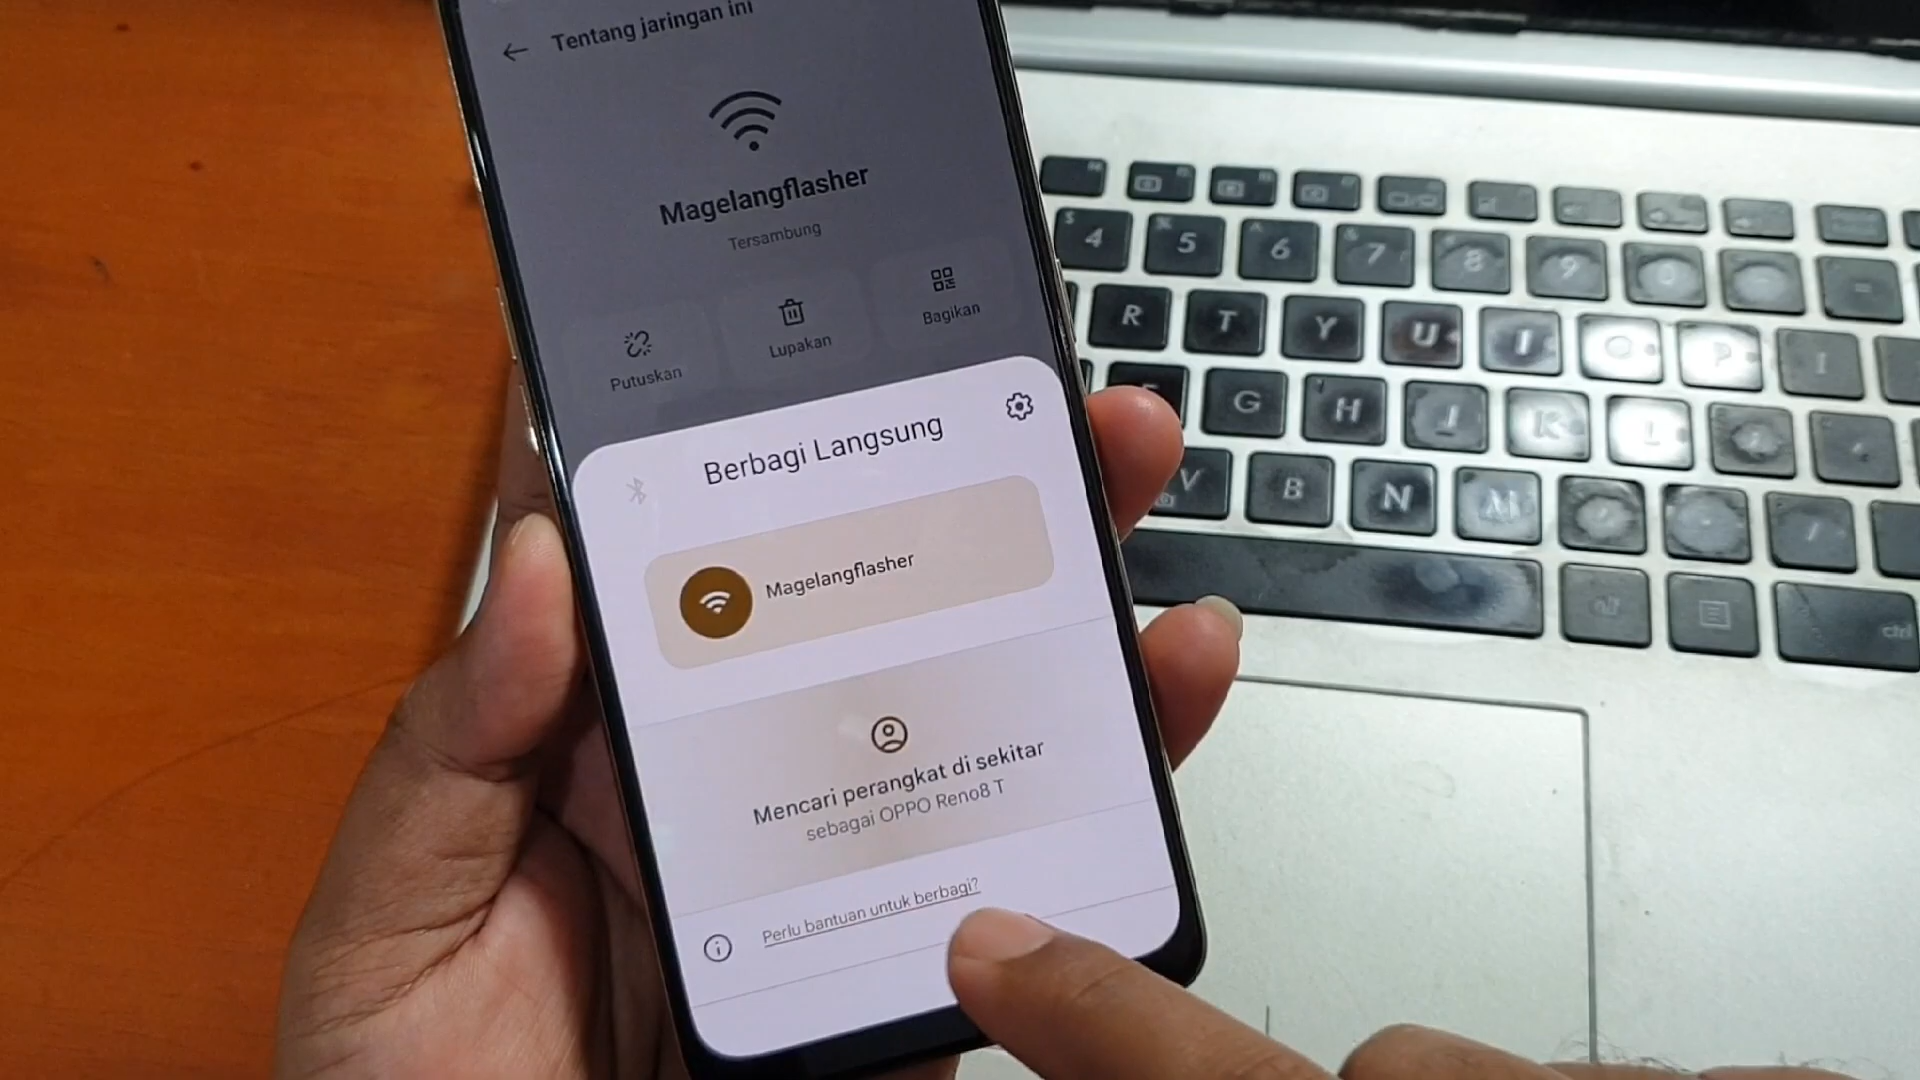 Tentang jaringan ini
Magelangflasher
Tersambung
Putuskan
Lupakan
Bagikan
Berbagi Langsung
Magelangflasher
Mencari perangkat di sekitar
sebagai OPPO Reno8 T
Perlu bantuan untuk berbagi?
4 5 6 7 8 9 0 =
R T Y U I O P
G H J K L
V B N M
ctrl